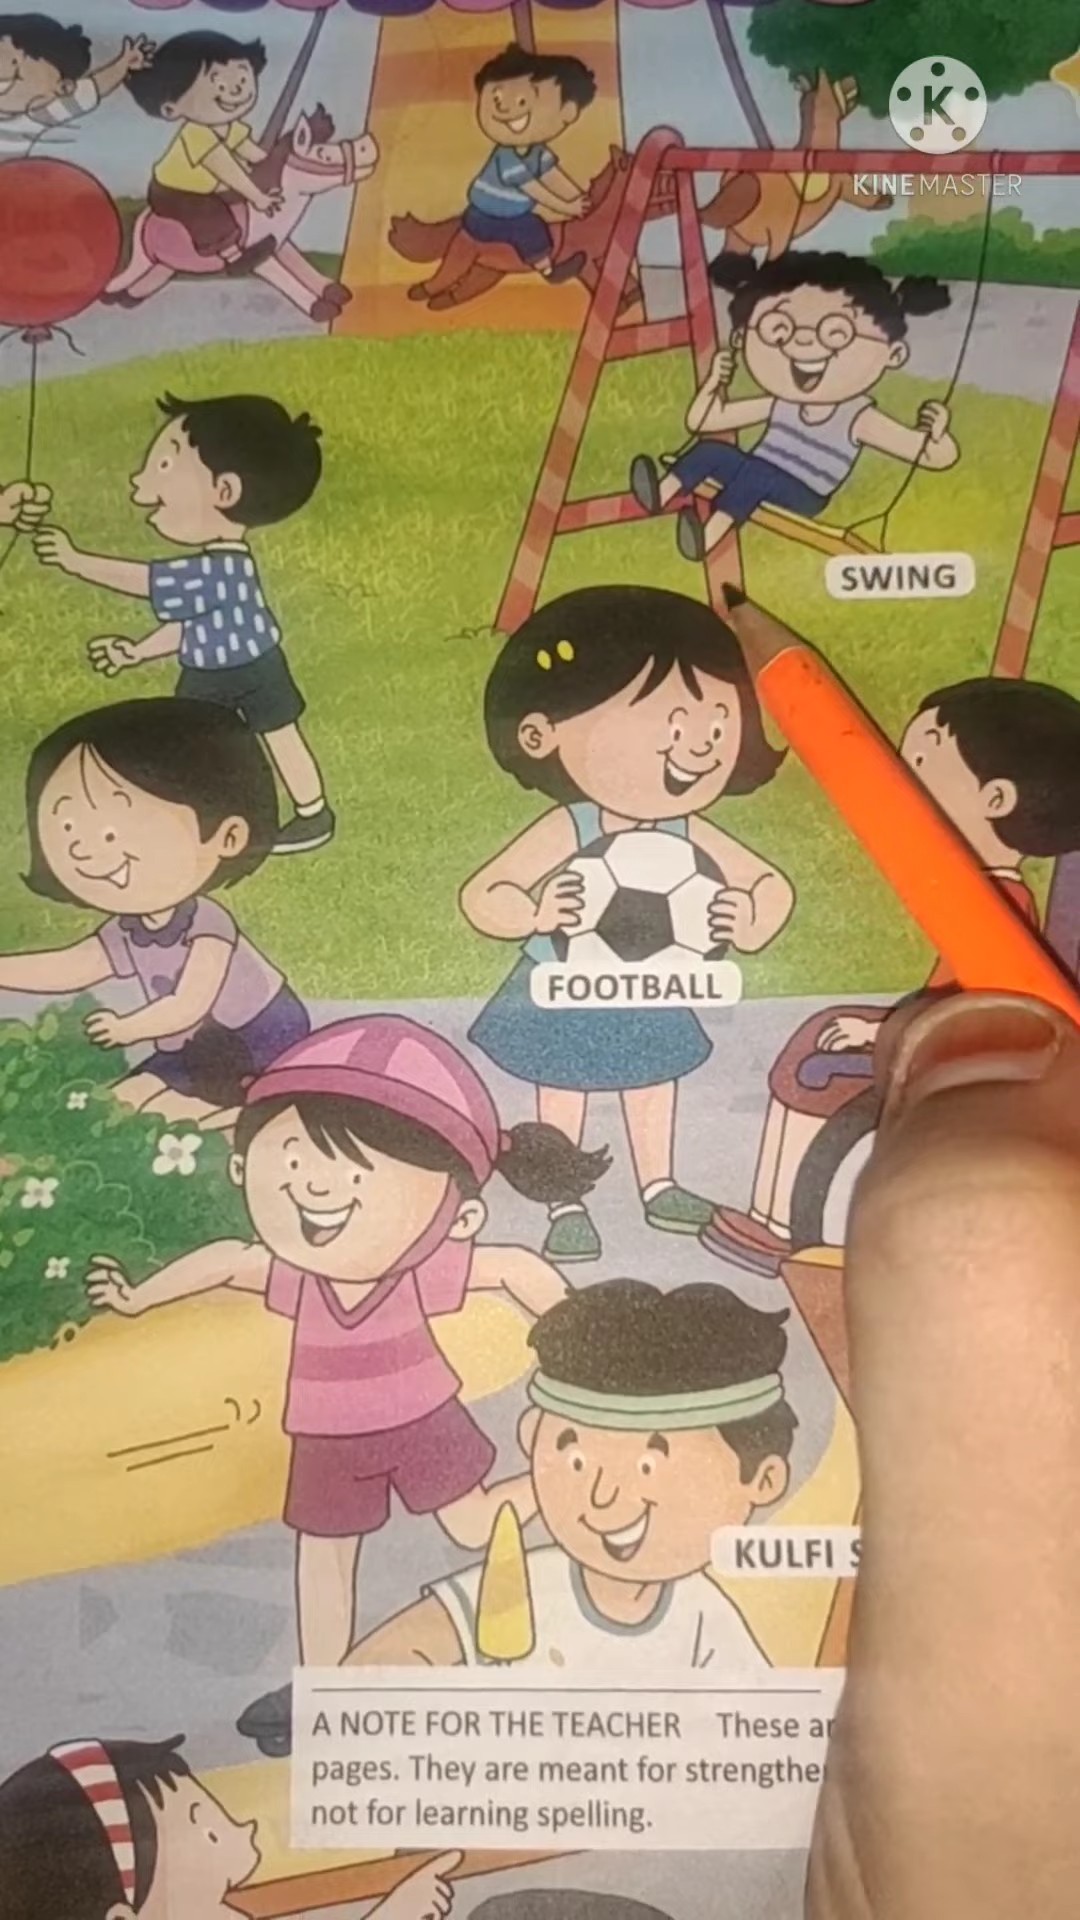 KINEMASTER
SWING
FOOTBALL
KULFI
A NOTE FOR THE TEACHER These
pages. They are meant for
not for learning spelling.